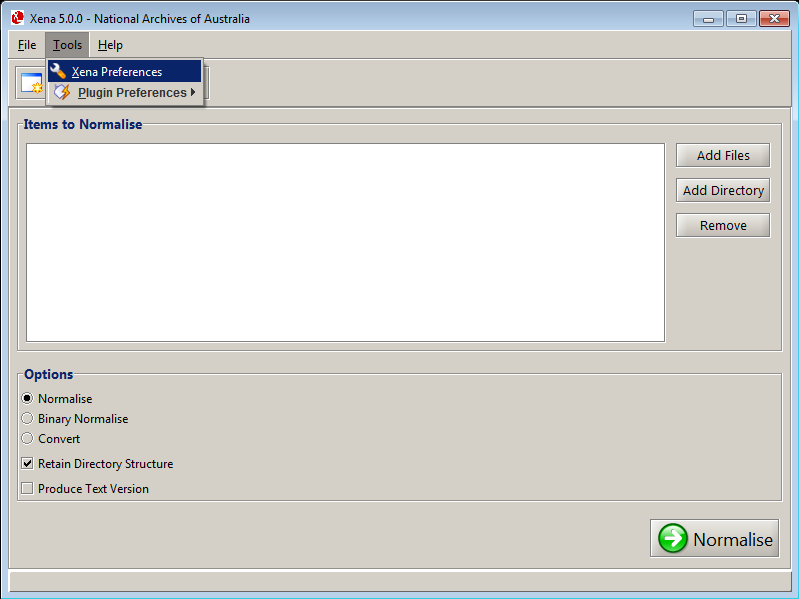 Xena 5.0.0 - National Archives of Australia
File Tools Help
Xena Preferences
Plugin Preferences
Items to Normalise
Add Files
Add Directory
Remove
Options
Normalise
Binary Normalise
Convert
Retain Directory Structure
Produce Text Version
Normalise